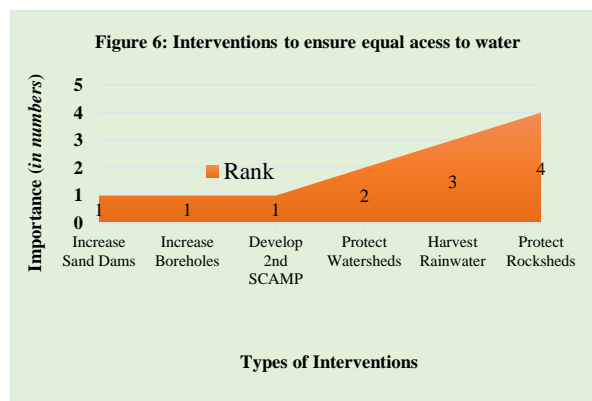 Figure 6: Interventions to ensure equal acess to water
Importance (in numbers)
5
4
3
2
1
0
Rank
1
1
1
2
3
4
Increase
Sand Dams
Increase
Boreholes
Develop
2nd
SCAMP
Protect
Watersheds
Harvest
Rainwater
Protect
Rocksheds
Types of Interventions